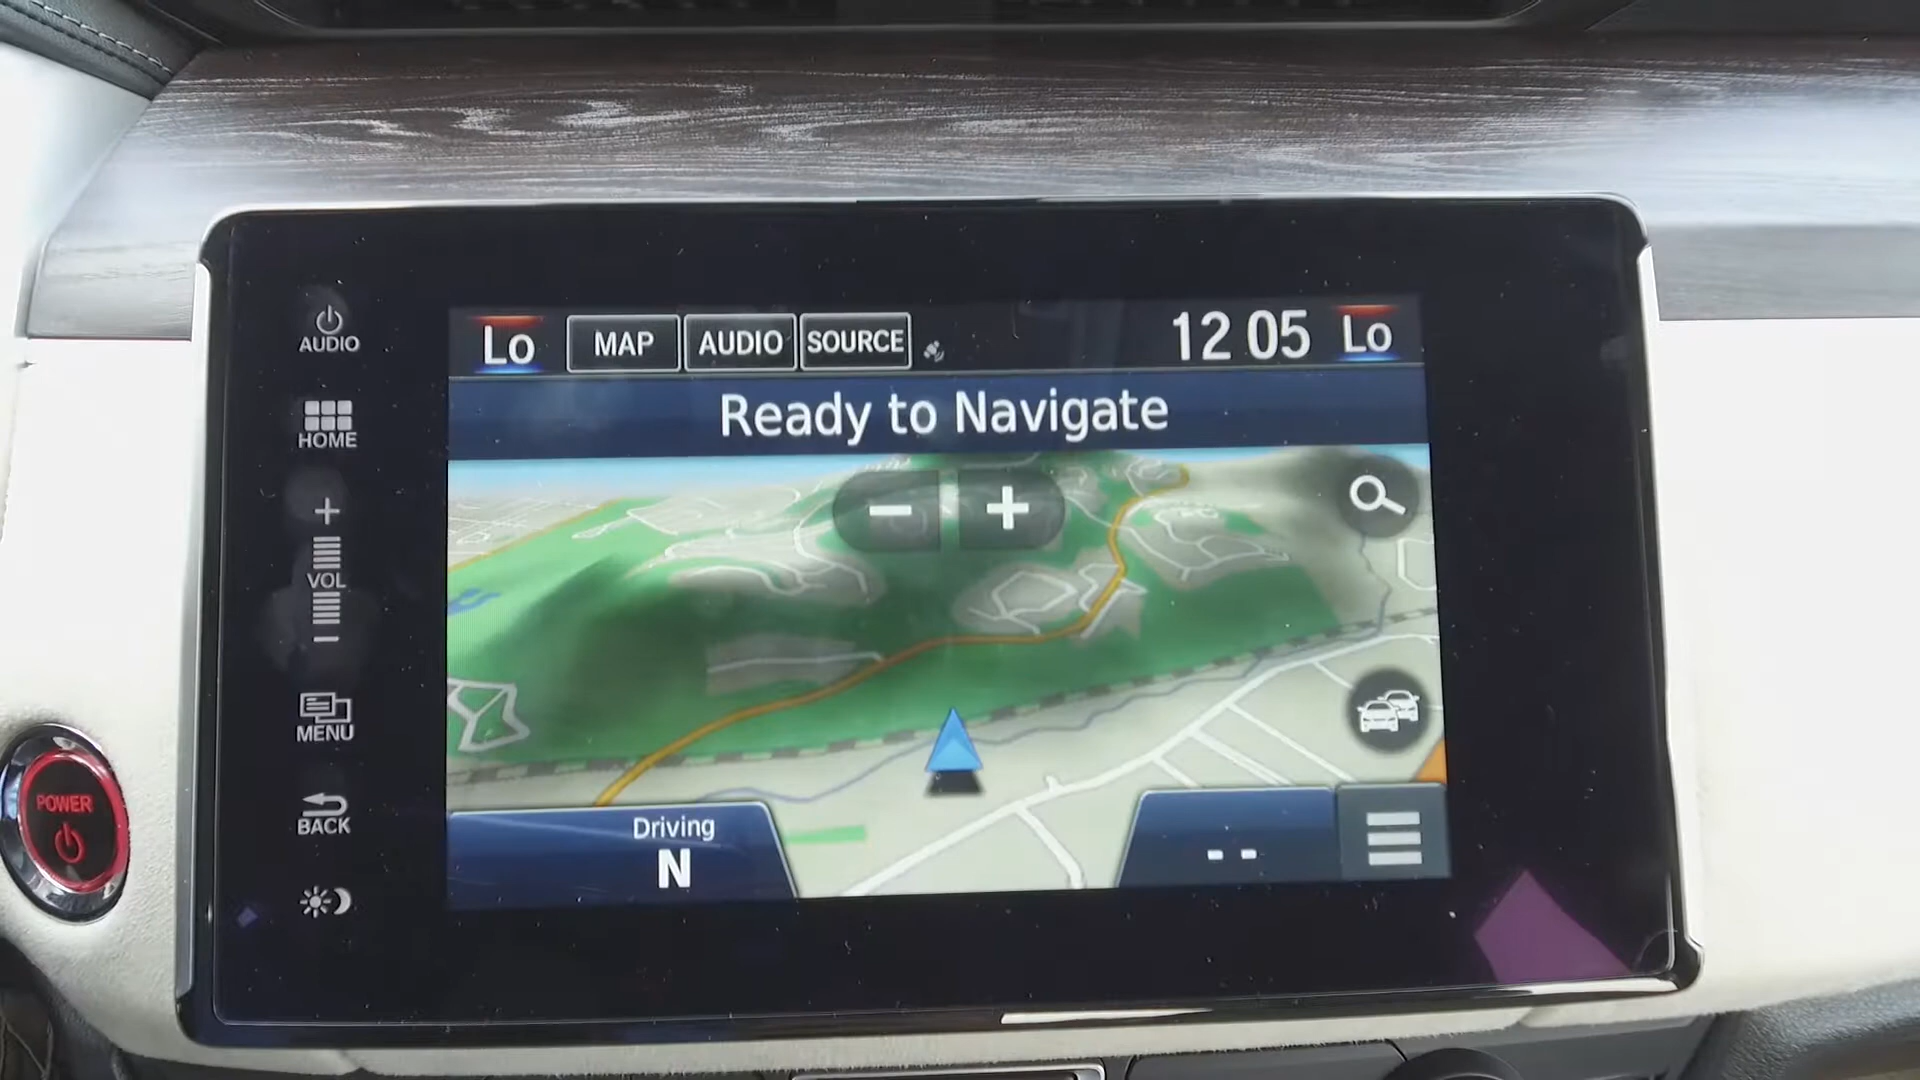 AUDIO
HOME
+
VOL
−
MENU
BACK
POWER
Lo MAP AUDIO SOURCE 12 05 Lo
Ready to Navigate
− +
Driving
N
- -